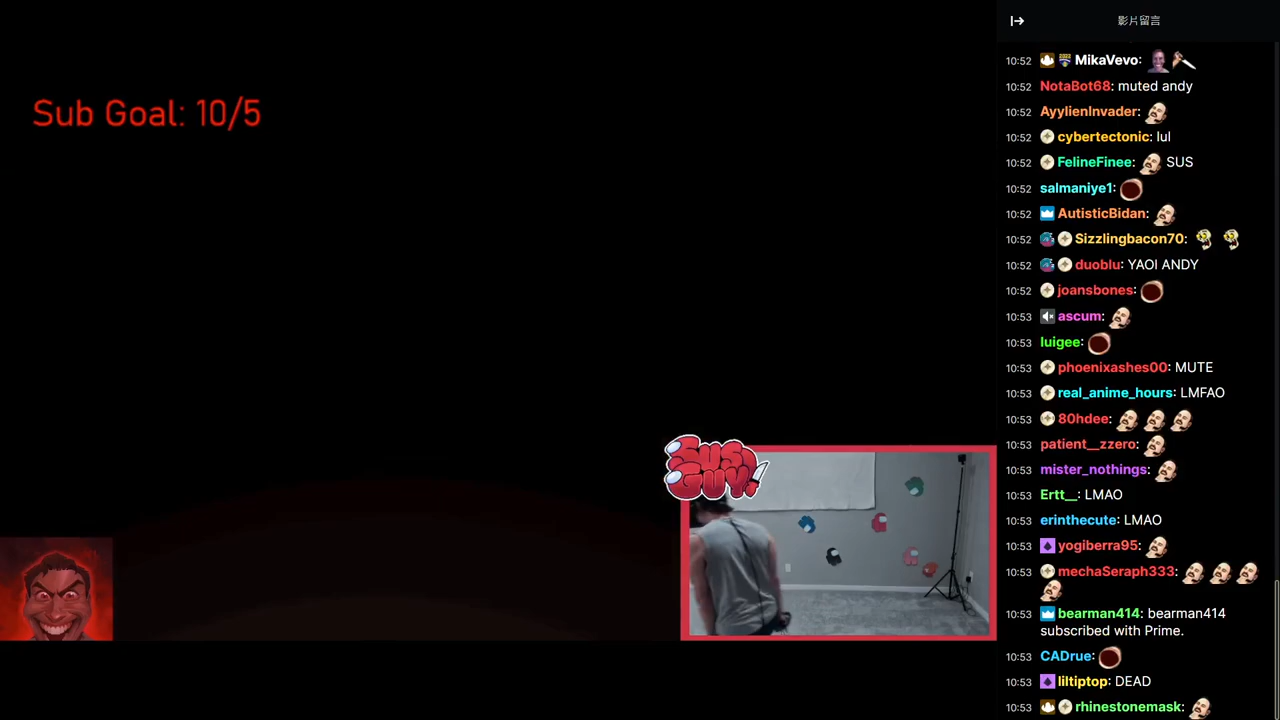 影片留言
Sub Goal: 10/5
SUS
GUY!
10:52 MikaVevo:
10:52 NotaBot68: muted andy
10:52 AyylienInvader:
10:52 cybertectonic: lul
10:52 FelineFinee: SUS
10:52 salmaniye1:
10:52 AutisticBidan:
10:52 Sizzlingbacon70:
10:52 duoblu: YAOI ANDY
10:52 joansbones:
10:53 ascum:
10:53 luigee:
10:53 phoenixashes00: MUTE
10:53 real_anime_hours: LMFAO
10:53 80hdee:
10:53 patient__zzero:
10:53 mister_nothings:
10:53 Ertt__: LMAO
10:53 erinthecute: LMAO
10:53 yogiberra95:
10:53 mechaSeraph333:
10:53 bearman414: bearman414
subscribed with Prime.
10:53 CADrue:
10:53 liltiptop: DEAD
10:53 rhinestonemask: